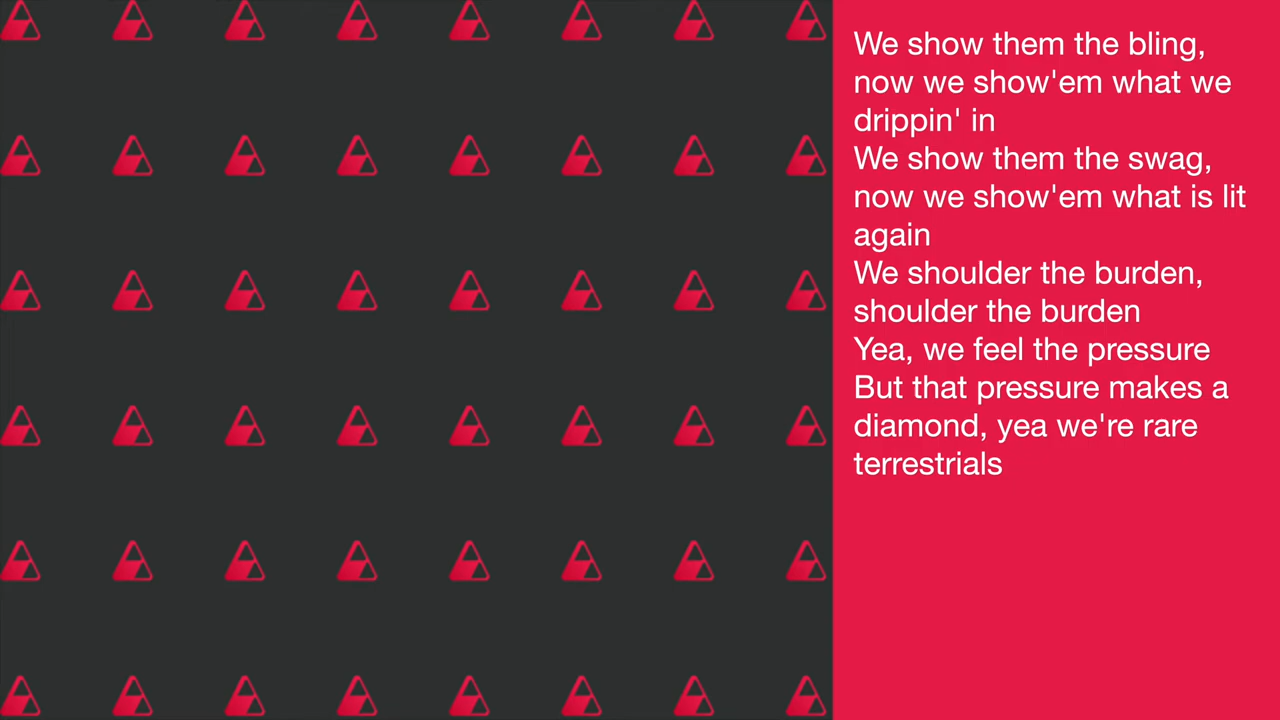 We show them the bling,
now we show'em what we
drippin' in
We show them the swag,
now we show'em what is lit
again
We shoulder the burden,
shoulder the burden
Yea, we feel the pressure
But that pressure makes a
diamond, yea we're rare
terrestrials